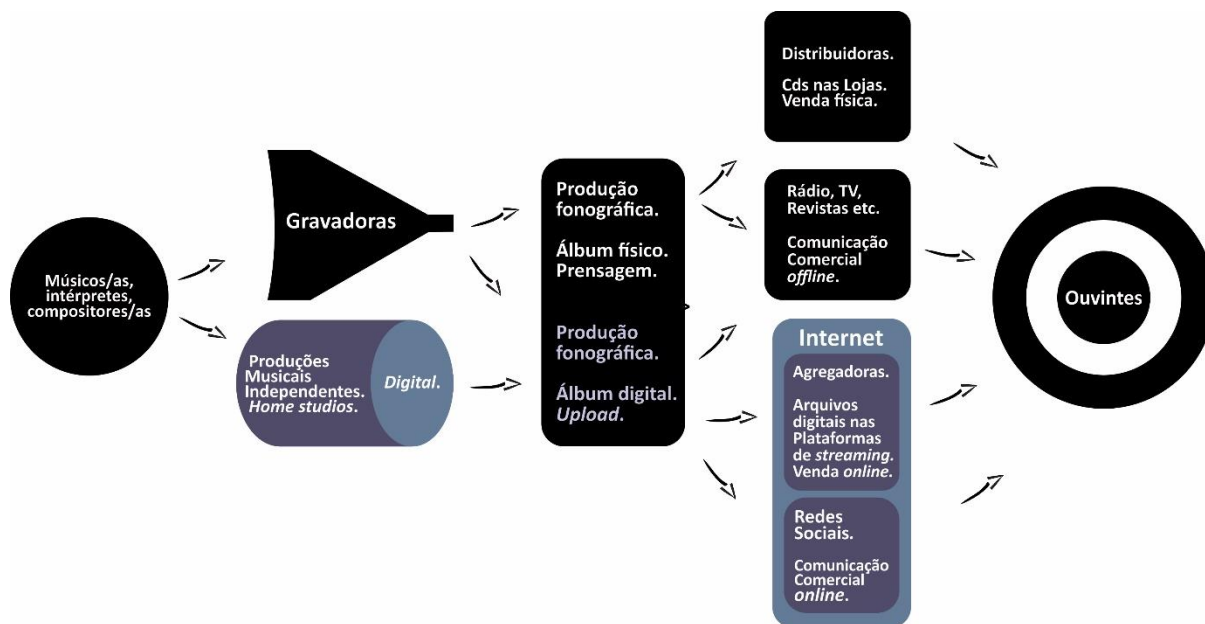 Músicos/as,
intérpretes,
compositores/as
Gravadoras
Produções
Musicais
Independentes.
Home studios.
Digital.
Produção
fonográfica.
Álbum físico.
Prensagem.
Produção
fonográfica.
Álbum digital.
Upload.
Distribuidoras.
Cds nas Lojas.
Venda física.
Rádio, TV,
Revistas etc.
Comunicação
Comercial
offline.
Internet
Agregadoras.
Arquivos
digitais nas
Plataformas
de streaming.
Venda online.
Redes
Sociais.
Comunicação
Comercial
online.
Ouvintes